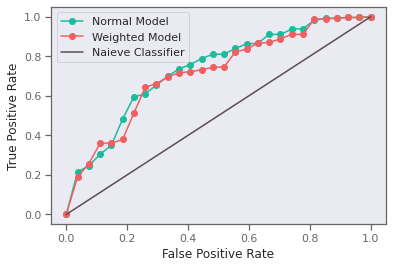 Normal Model
Weighted Model
Naieve Classifier
True Positive Rate
1.0
0.8
0.6
0.4
0.2
0.0
0.0 0.2 0.4 0.6 0.8 1.0
False Positive Rate